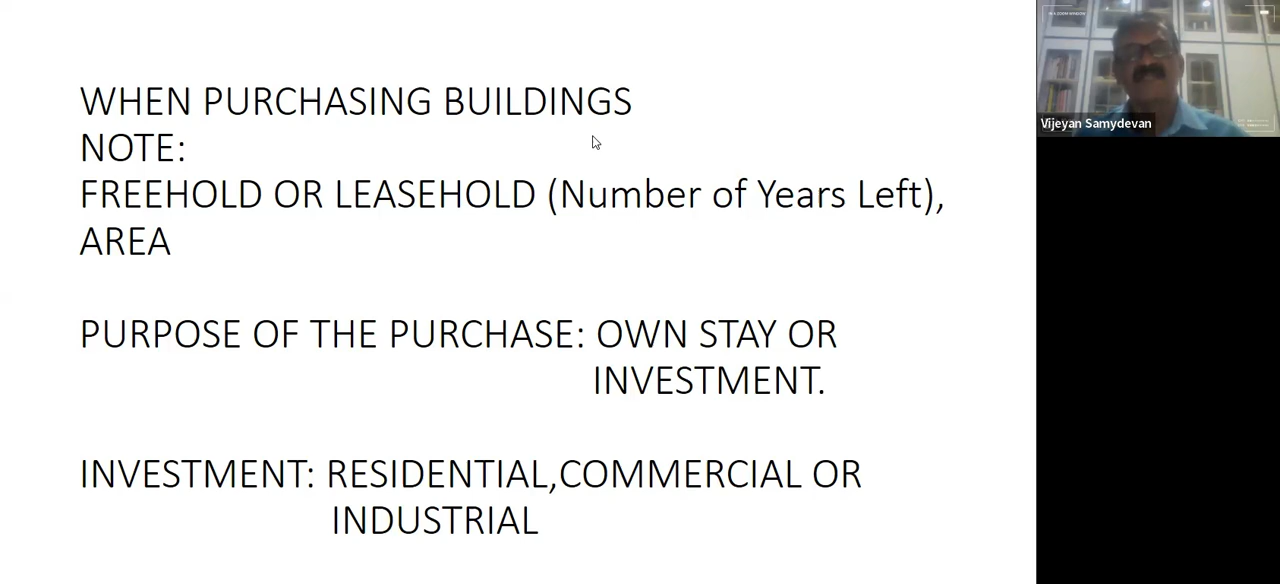 WHEN PURCHASING BUILDINGS
NOTE:
FREEHOLD OR LEASEHOLD (Number of Years Left),
AREA
PURPOSE OF THE PURCHASE: OWN STAY OR
INVESTMENT.
INVESTMENT: RESIDENTIAL,COMMERCIAL OR
INDUSTRIAL
Vijeyan Samydevan